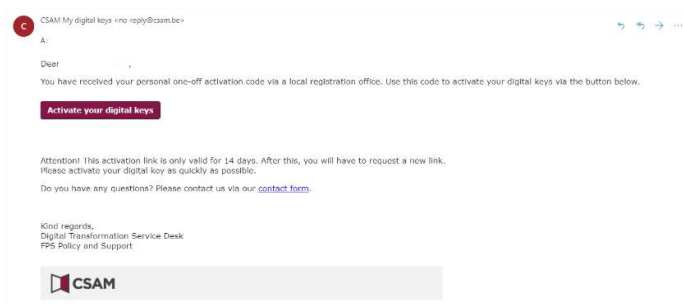 C
CSAM My digital keys <no-reply@csam.be>
A:
Dear ,
You have received your personal one-off activation code via a local registration office. Use this code to activate your digital keys via the button below.
Activate your digital keys
Attention! This activation link is only valid for 14 days. After this, you will have to request a new link.
Please activate your digital key as quickly as possible.
Do you have any questions? Please contact us via our contact form.
Kind regards,
Digital Transformation Service Desk
FPS Policy and Support
CSAM